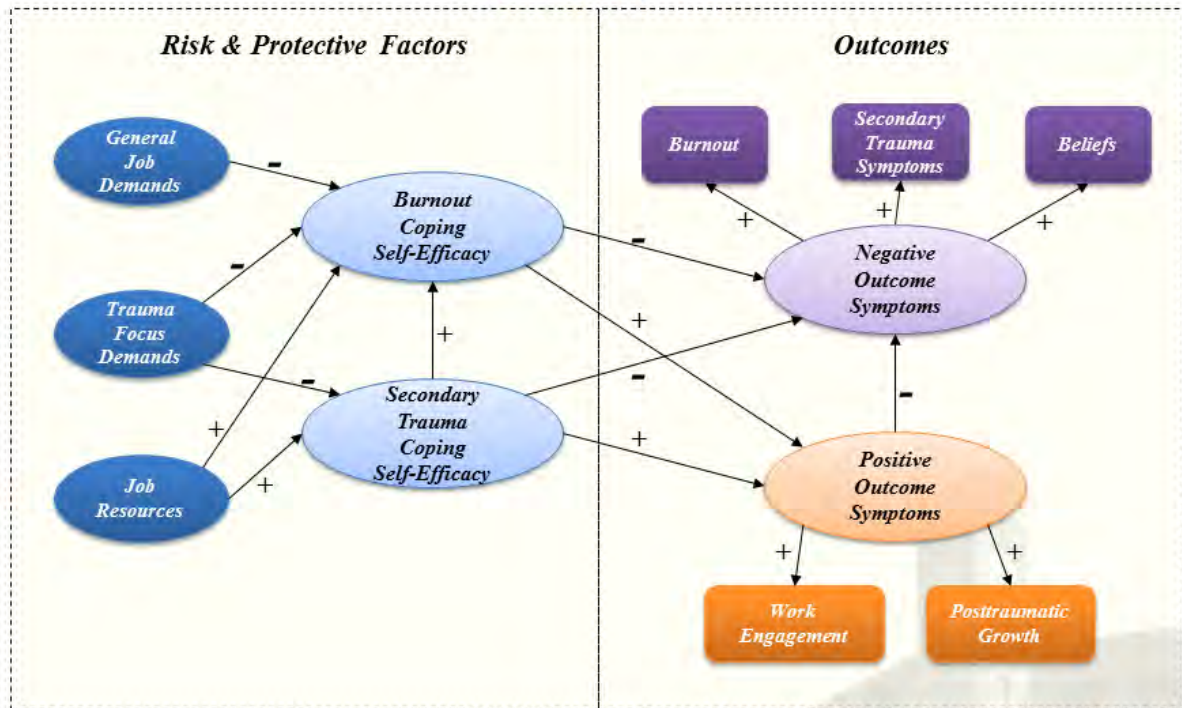 Risk & Protective Factors
General
Job
Demands
-
Trauma
Focus
Demands
-
-
Job
Resources
+
+
Burnout
Coping
Self-Efficacy
+
Secondary
Trauma
Coping
Self-Efficacy
-
+
-
+
Outcomes
Burnout
Secondary
Trauma
Symptoms
Beliefs
+
+
+
Negative
Outcome
Symptoms
-
Positive
Outcome
Symptoms
+
+
Work
Engagement
Posttraumatic
Growth